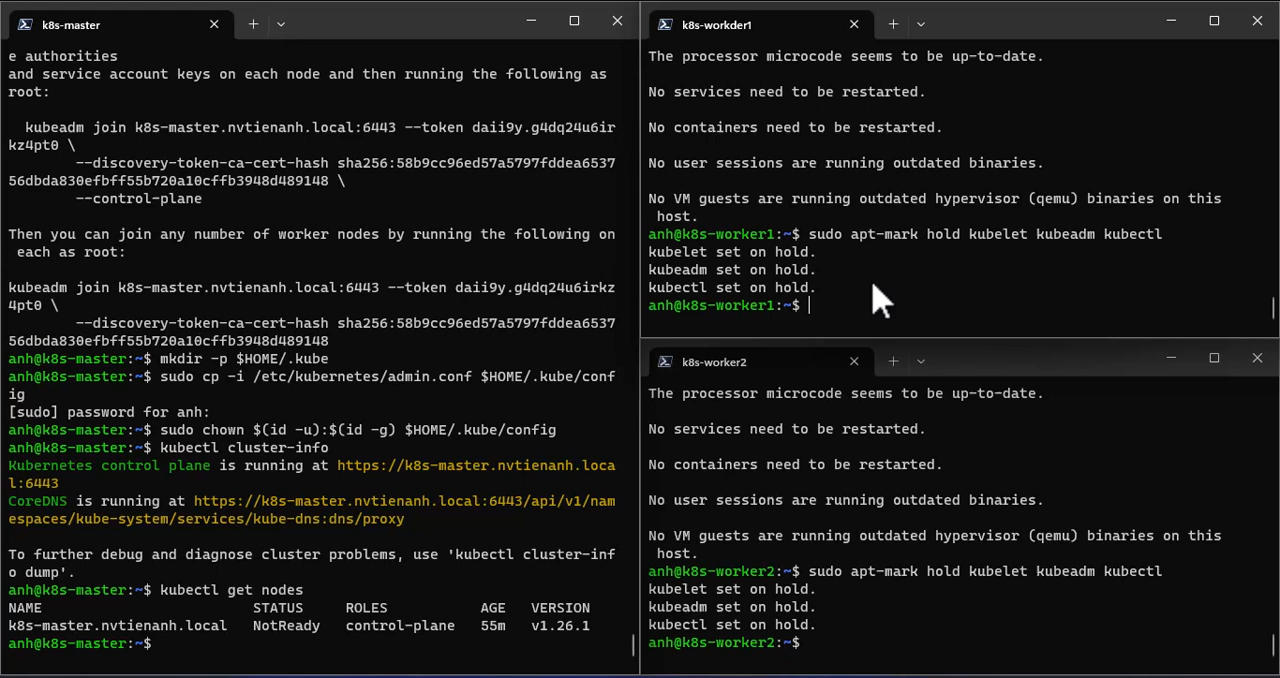 k8s-master
e authorities
and service account keys on each node and then running the following as
root:
kubeadm join k8s-master.nvtienanh.local:6443 --token daii9y.g4dq24u6ir
kz4pt0 \
--discovery-token-ca-cert-hash sha256:58b9cc96ed57a5797fddea6537
56dbda830efbff55b720a10cffb3948d489148 \
--control-plane
Then you can join any number of worker nodes by running the following on
each as root:
kubeadm join k8s-master.nvtienanh.local:6443 --token daii9y.g4dq24u6irkz
4pt0 \
--discovery-token-ca-cert-hash sha256:58b9cc96ed57a5797fddea6537
56dbda830efbff55b720a10cffb3948d489148
anh@k8s-master:~$ mkdir -p $HOME/.kube
anh@k8s-master:~$ sudo cp -i /etc/kubernetes/admin.conf $HOME/.kube/conf
ig
[sudo] password for anh:
anh@k8s-master:~$ sudo chown $(id -u):$(id -g) $HOME/.kube/config
anh@k8s-master:~$ kubectl cluster-info
Kubernetes control plane is running at https://k8s-master.nvtienanh.loca
l:6443
CoreDNS is running at https://k8s-master.nvtienanh.local:6443/api/v1/nam
espaces/kube-system/services/kube-dns:dns/proxy
To further debug and diagnose cluster problems, use 'kubectl cluster-inf
o dump'.
anh@k8s-master:~$ kubectl get nodes
NAME STATUS ROLES AGE VERSION
k8s-master.nvtienanh.local NotReady control-plane 55m v1.26.1
anh@k8s-master:~$
k8s-workder1
The processor microcode seems to be up-to-date.
No services need to be restarted.
No containers need to be restarted.
No user sessions are running outdated binaries.
No VM guests are running outdated hypervisor (qemu) binaries on this
host.
anh@k8s-worker1:~$ sudo apt-mark hold kubelet kubeadm kubectl
kubelet set on hold.
kubeadm set on hold.
kubectl set on hold.
anh@k8s-worker1:~$
k8s-worker2
The processor microcode seems to be up-to-date.
No services need to be restarted.
No containers need to be restarted.
No user sessions are running outdated binaries.
No VM guests are running outdated hypervisor (qemu) binaries on this
host.
anh@k8s-worker2:~$ sudo apt-mark hold kubelet kubeadm kubectl
kubelet set on hold.
kubeadm set on hold.
kubectl set on hold.
anh@k8s-worker2:~$